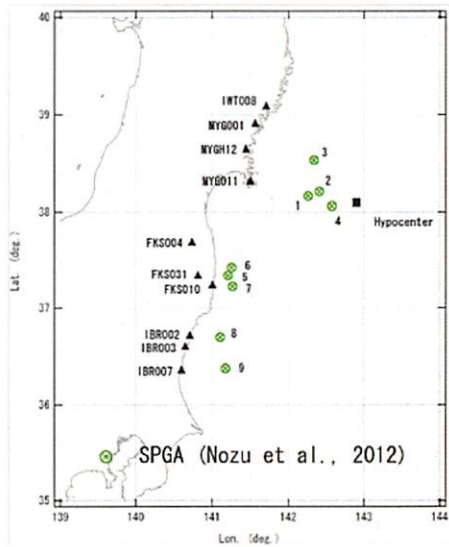 40
39
38
37
36
35
Lat. (deg.)
IWT008
MYG001
MYGH12
MYG011
3
2
1
4
Hypocenter
FKS004
FKS031
FKS010
6
5
7
IBR002
IBR003
IBR007
8
9
SPGA (Nozu et al., 2012)
139
140
141
142
143
144
Lon. (deg.)